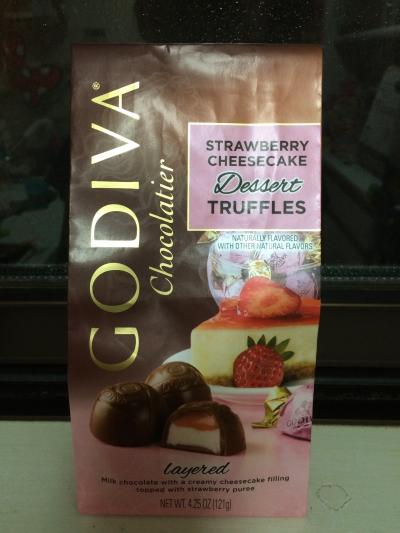 GODIVA®
Chocolatier
STRAWBERRY
CHEESECAKE
Dessert
TRUFFLES
NATURALLY FLAVORED
WITH OTHER NATURAL FLAVORS
layered
Milk chocolate with a creamy cheesecake filling
topped with strawberry puree
NET WT. 4.25 OZ (121g)